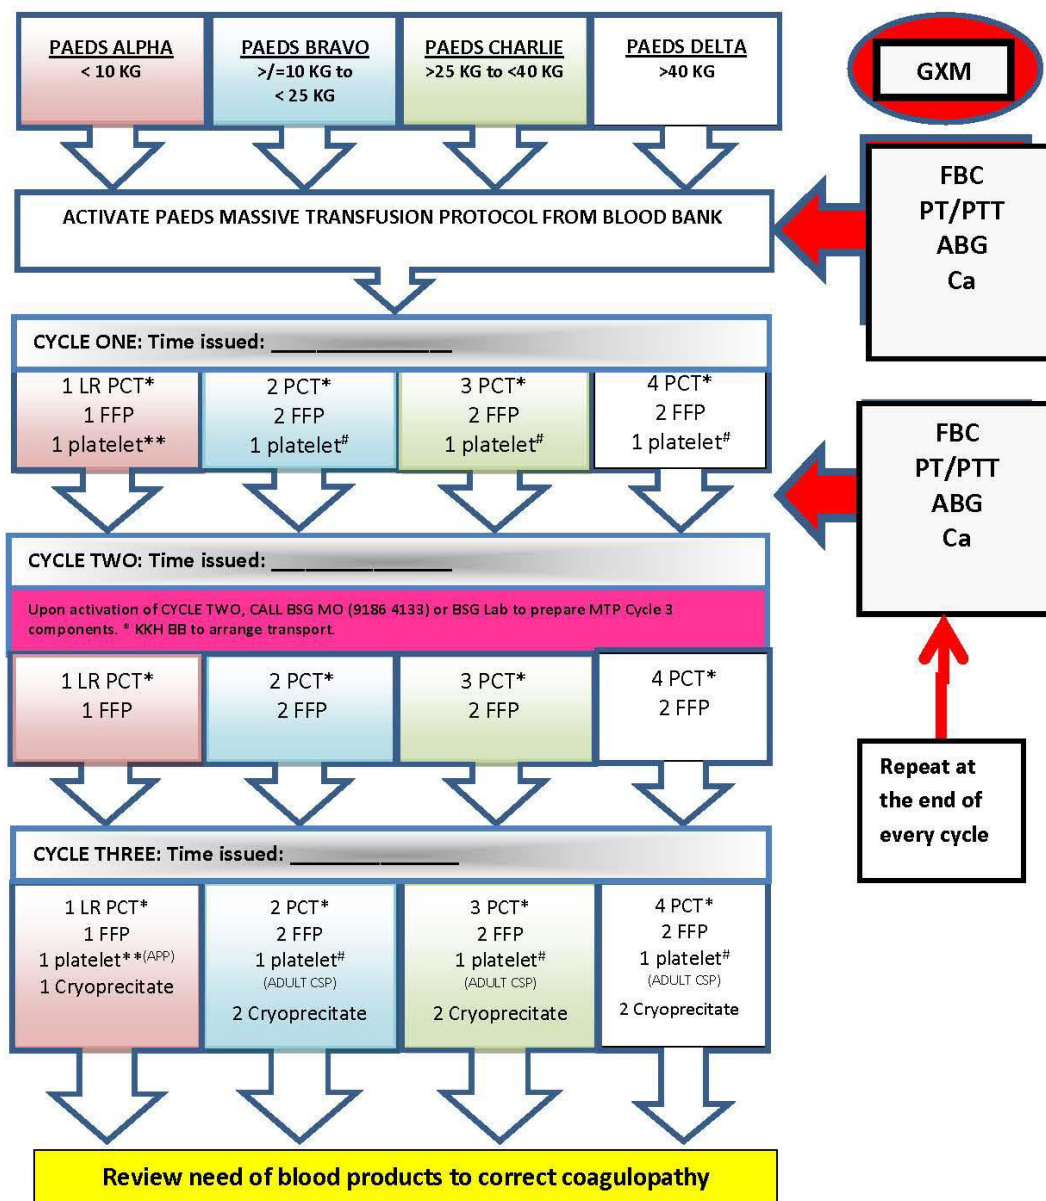 PAEDS ALPHA
< 10 KG
PAEDS BRAVO
>/=10 KG to
< 25 KG
PAEDS CHARLIE
>25 KG to <40 KG
PAEDS DELTA
>40 KG
GXM
FBC
PT/PTT
ABG
Ca
ACTIVATE PAEDS MASSIVE TRANSFUSION PROTOCOL FROM BLOOD BANK
CYCLE ONE: Time issued: _______________
1 LR PCT*
1 FFP
1 platelet**
2 PCT*
2 FFP
1 platelet#
3 PCT*
2 FFP
1 platelet#
4 PCT*
2 FFP
1 platelet#
FBC
PT/PTT
ABG
Ca
CYCLE TWO: Time issued: _______________
Upon activation of CYCLE TWO, CALL BSG MO (9186 4133) or BSG Lab to prepare MTP Cycle 3
components. * KKH BB to arrange transport.
1 LR PCT*
1 FFP
2 PCT*
2 FFP
3 PCT*
2 FFP
4 PCT*
2 FFP
Repeat at
the end of
every cycle
CYCLE THREE: Time issued: _______________
1 LR PCT*
1 FFP
1 platelet**(APP)
1 Cryoprecitate
2 PCT*
2 FFP
1 platelet#
(ADULT CSP)
2 Cryoprecitate
3 PCT*
2 FFP
1 platelet#
(ADULT CSP)
2 Cryoprecitate
4 PCT*
2 FFP
1 platelet#
(ADULT CSP)
2 Cryoprecitate
Review need of blood products to correct coagulopathy